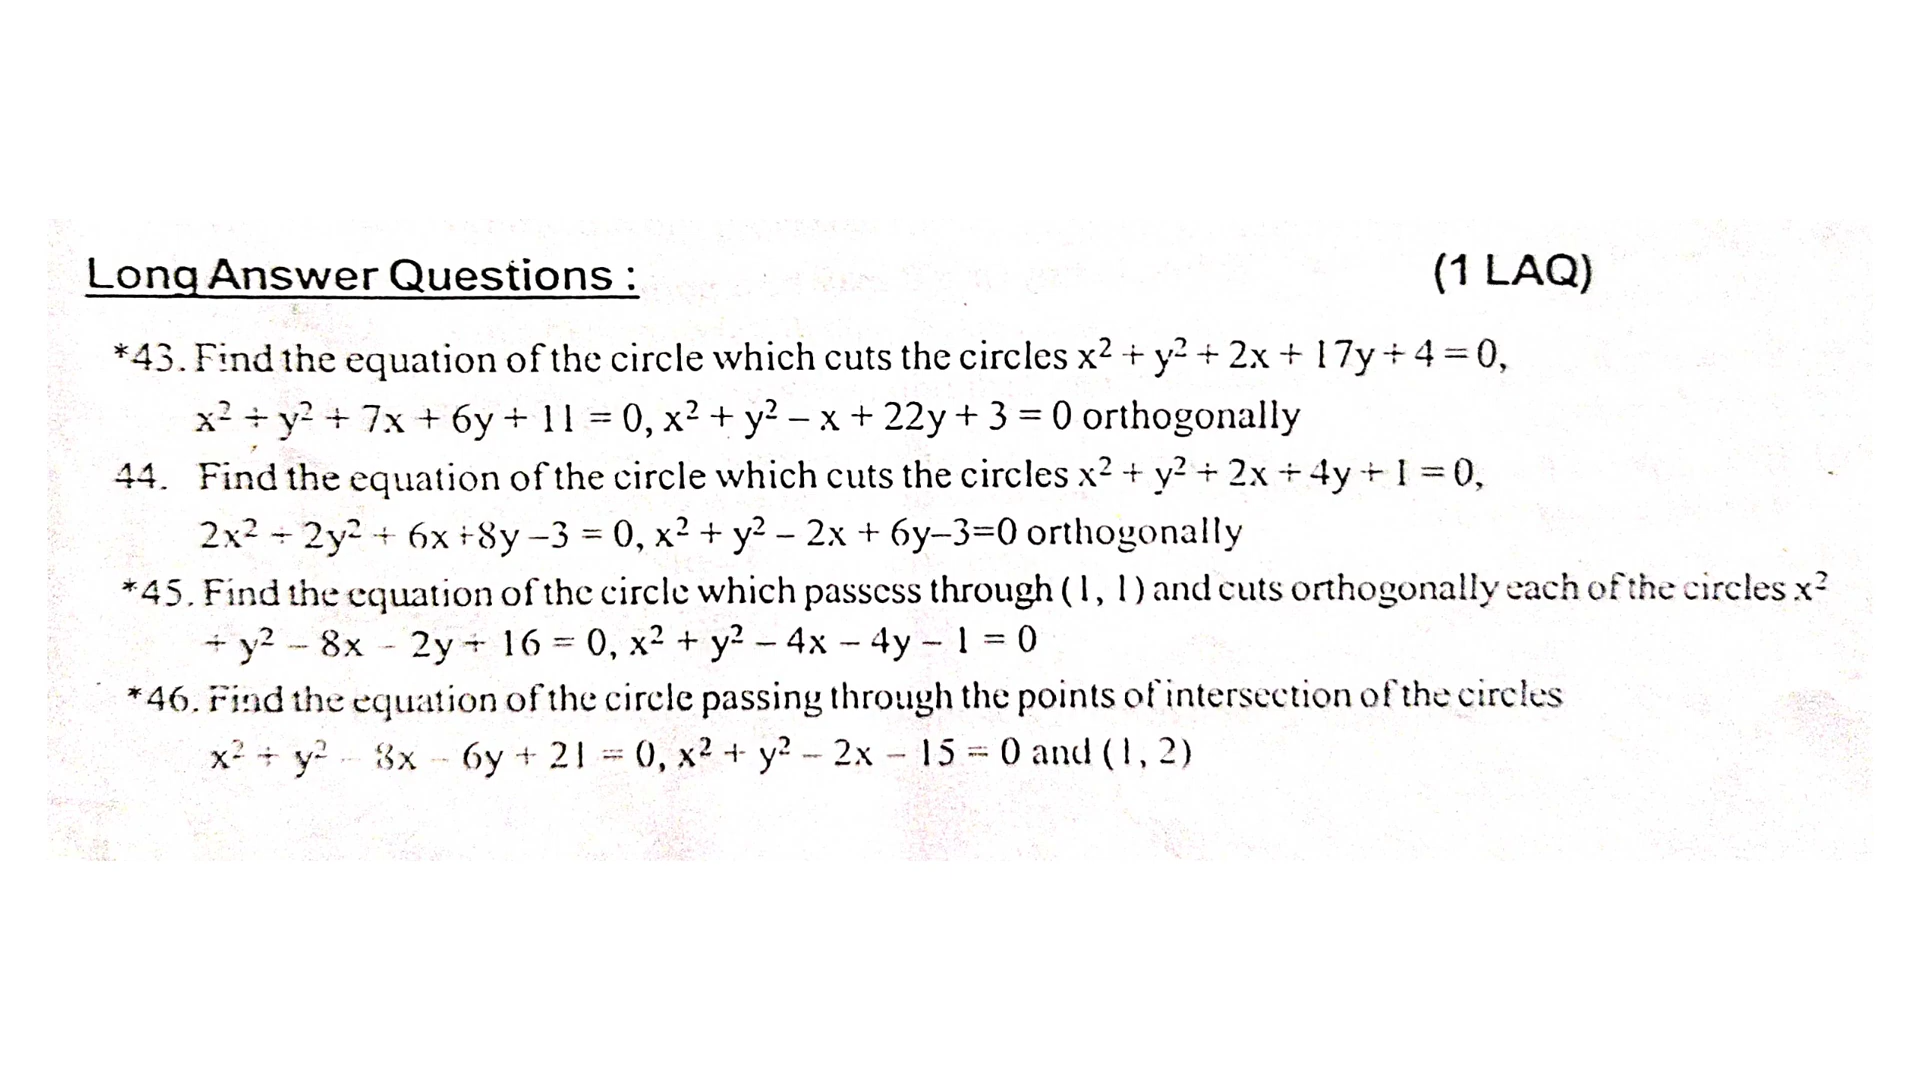 Long Answer Questions : (1 LAQ)
*43. Find the equation of the circle which cuts the circles x² + y² + 2x + 17y + 4 = 0,
x² + y² + 7x + 6y + 11 = 0, x² + y² – x + 22y + 3 = 0 orthogonally
44. Find the equation of the circle which cuts the circles x² + y² + 2x + 4y + 1 = 0,
2x² + 2y² + 6x +8y –3 = 0, x² + y² – 2x + 6y–3=0 orthogonally
*45. Find the equation of the circle which passess through (1, 1) and cuts orthogonally each of the circles x²
+ y² – 8x – 2y + 16 = 0, x² + y² – 4x – 4y – 1 = 0
*46. Find the equation of the circle passing through the points of intersection of the circles
x² + y² – 8x – 6y + 21 = 0, x² + y² – 2x – 15 = 0 and (1, 2)